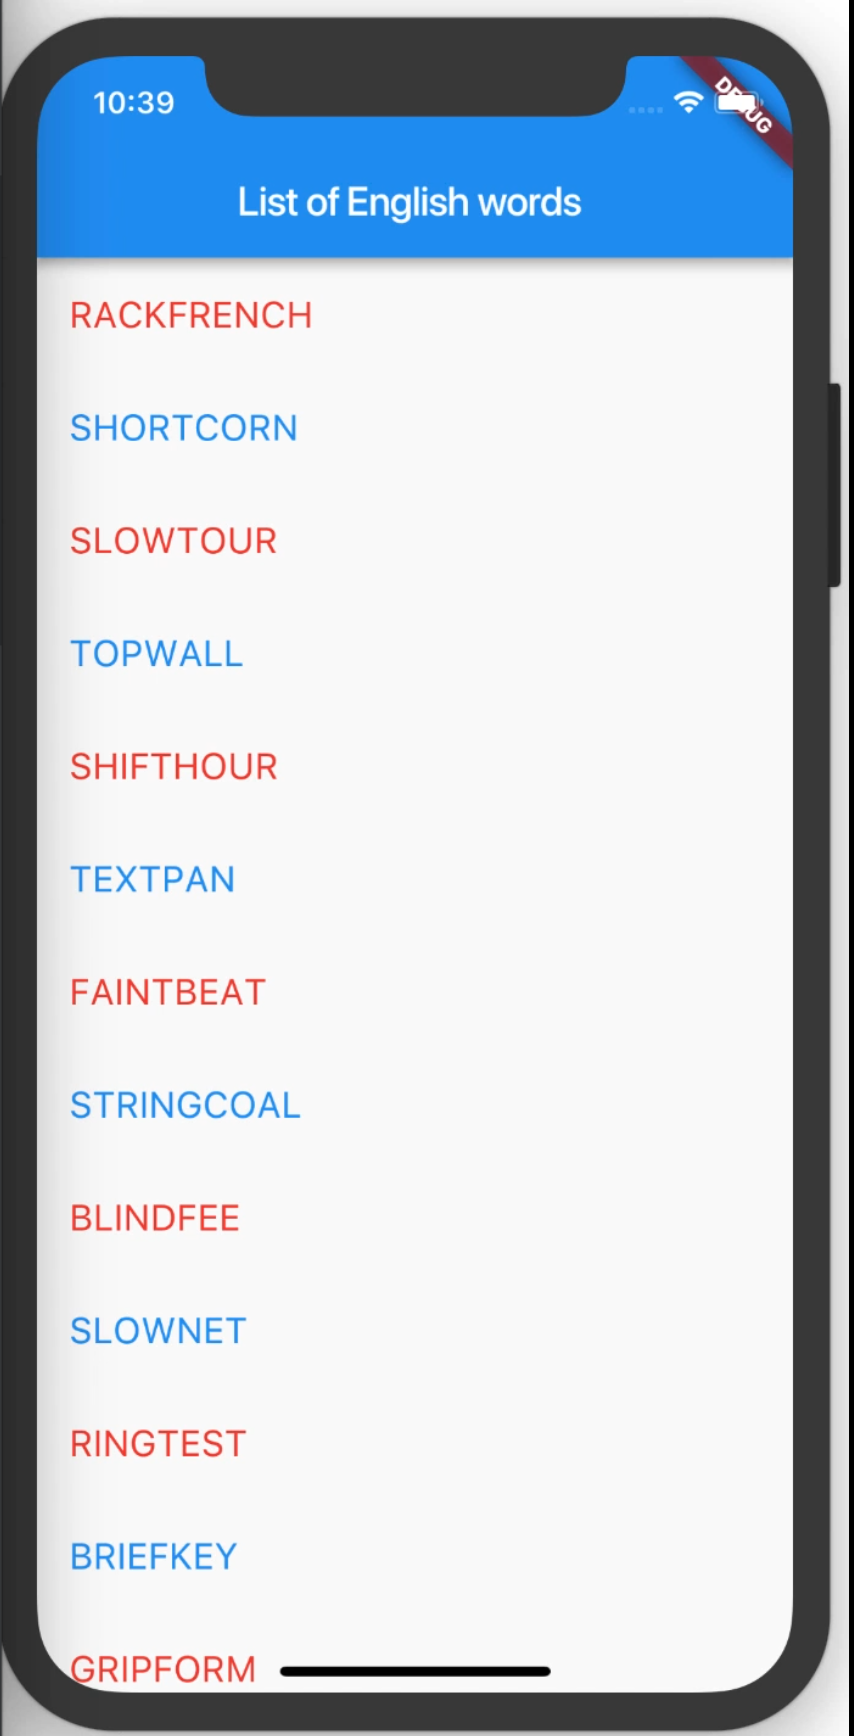 10:39
DEBUG
List of English words
RACKFRENCH
SHORTCORN
SLOWTOUR
TOPWALL
SHIFTHOUR
TEXTPAN
FAINTBEAT
STRINGCOAL
BLINDFEE
SLOWNET
RINGTEST
BRIEFKEY
GRIPFORM